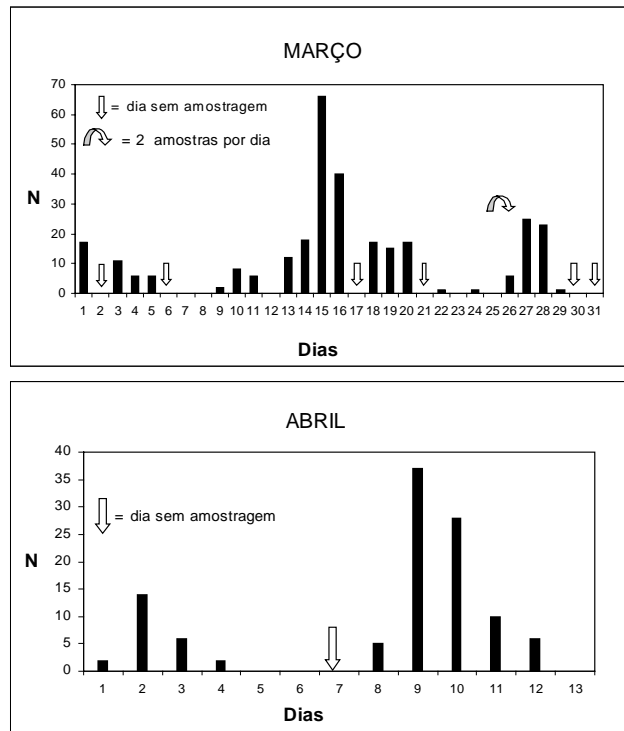 MARÇO
70
= dia sem amostragem
60
= 2 amostras por dia
50
40
N
30
20
10
0
1 2 3 4 5 6 7 8 9 10 11 12 13 14 15 16 17 18 19 20 21 22 23 24 25 26 27 28 29 30 31
Dias
ABRIL
40
35
30
= dia sem amostragem
25
20
N
15
10
5
0
1 2 3 4 5 6 7 8 9 10 11 12 13
Dias